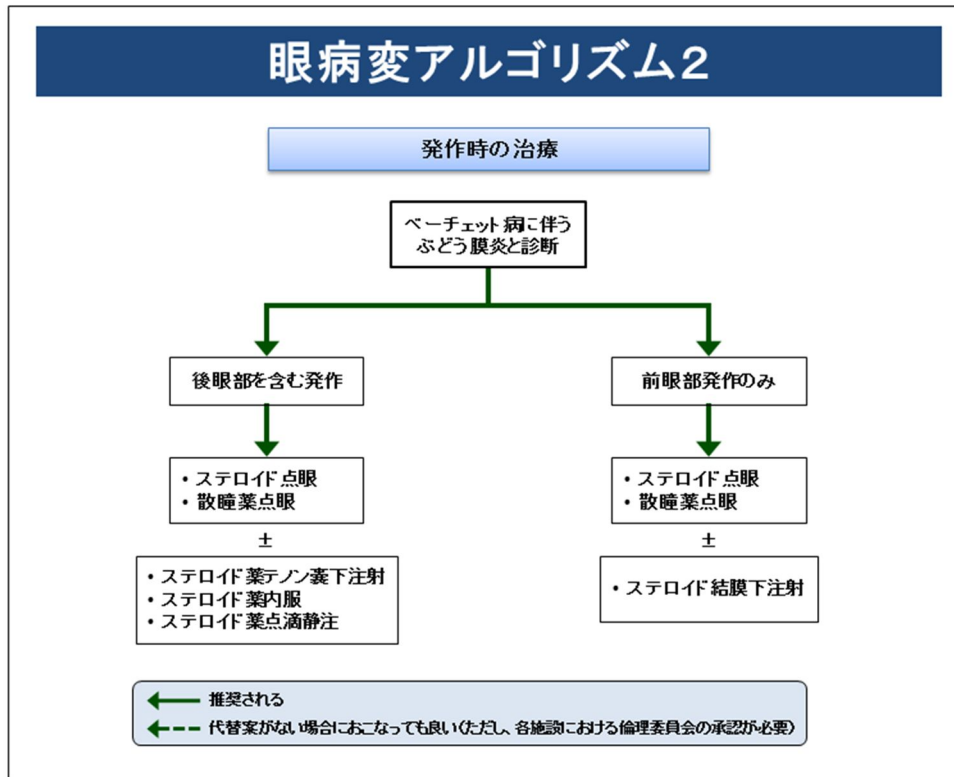 眼病変アルゴリズム2
発作時の治療
ベーチェット病に伴う
ぶどう膜炎と診断
後眼部を含む発作
前眼部発作のみ
・ステロイド点眼
・散瞳薬点眼
・ステロイド点眼
・散瞳薬点眼
±
±
・ステロイド薬テノン嚢下注射
・ステロイド薬内服
・ステロイド薬点滴静注
・ステロイド結膜下注射
推奨される
代替案がない場合におこなっても良い（ただし、各施設における倫理委員会の承認が必要）